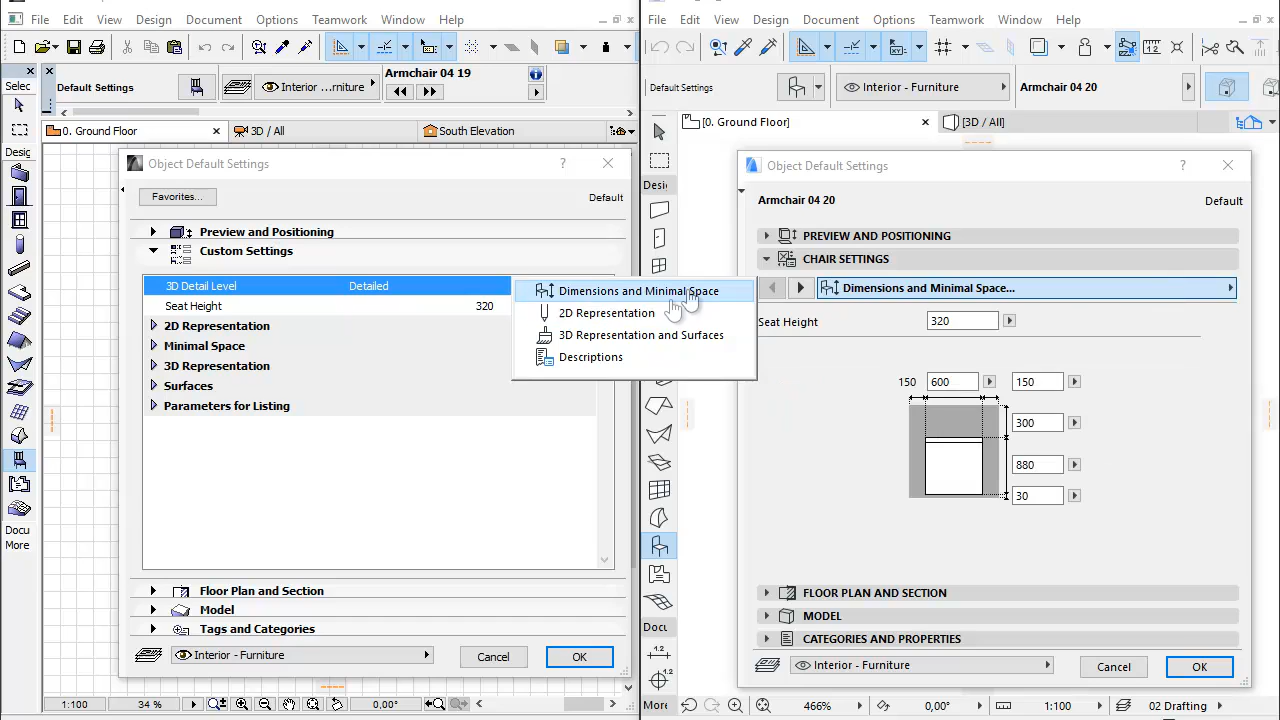 File Edit View Design Document Options Teamwork Window Help
Default Settings
Interior ...rniture
Armchair 04 19
Selec
0. Ground Floor
3D / All
South Elevation
Desig
Docu
More
Object Default Settings
?
Favorites...
Default
Preview and Positioning
Custom Settings
3D Detail Level Detailed
Seat Height 320
2D Representation
Minimal Space
3D Representation
Surfaces
Parameters for Listing
Floor Plan and Section
Model
Tags and Categories
Interior - Furniture
Cancel
OK
1:100
34 %
0,00°
Dimensions and Minimal Space
2D Representation
3D Representation and Surfaces
Descriptions
File Edit View Design Document Options Teamwork Window Help
1.2
Default Settings
Interior - Furniture
Armchair 04 20
[0. Ground Floor]
[3D / All]
Desig
Docu
1.2
+1.2
More
Object Default Settings
?
Armchair 04 20
Default
PREVIEW AND POSITIONING
CHAIR SETTINGS
Dimensions and Minimal Space...
Seat Height 320
150 600 150
300
880
30
FLOOR PLAN AND SECTION
MODEL
CATEGORIES AND PROPERTIES
Interior - Furniture
Cancel
OK
466%
0,00°
1:100
02 Drafting